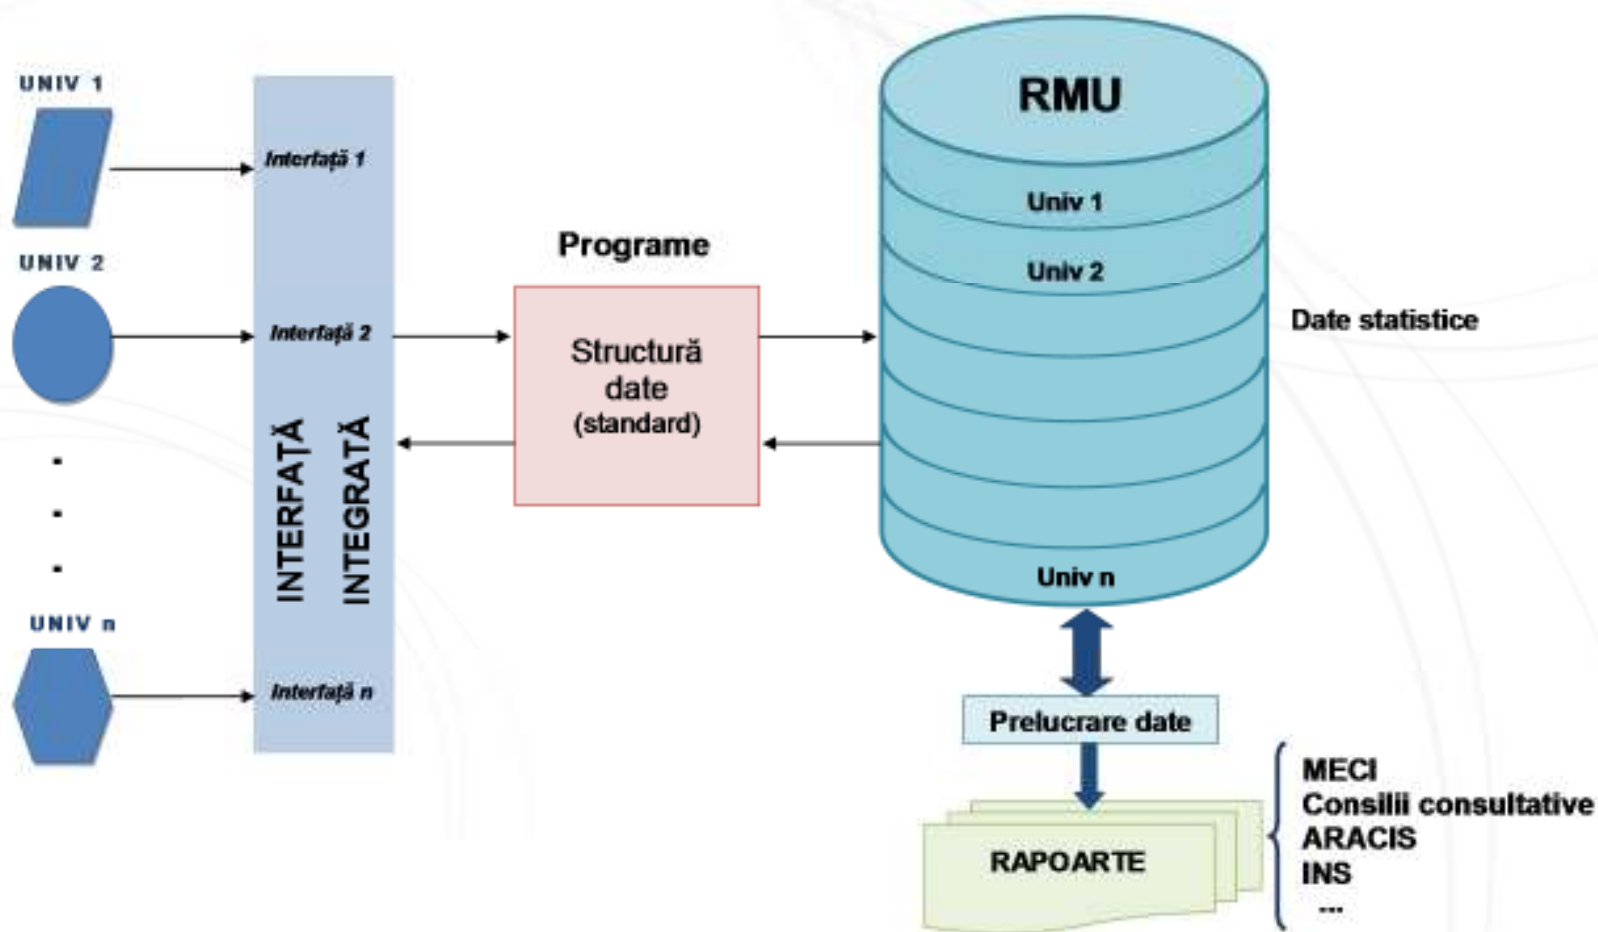 UNIV 1
Interfață 1
UNIV 2
Interfață 2
INTERFAȚĂ
INTEGRATĂ
UNIV n
Interfață n
Programe
Structură
date
(standard)
RMU
Univ 1
Univ 2
Univ n
Date statistice
Prelucrare date
RAPOARTE
MECI
Consilii consultative
ARACIS
INS
...